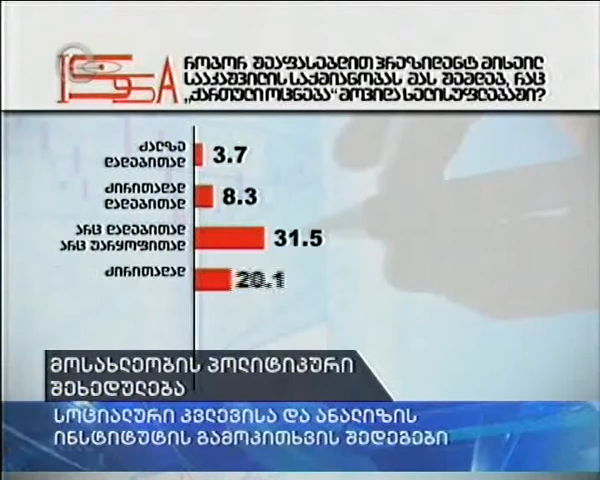 ISSA
როგორ შეაფასებდით პრეზიდენტ მიხეილ
სააკაშვილის საქმიანობას მას შემდეგ, რაც
„ქართული ოცნება“ მოვიდა ხელისუფლებაში?
ძალზე
დადებითად
3.7
ძირითადად
დადებითად
8.3
არც დადებითად
არც უარყოფითად
31.5
ძირითადად
20.1
მოსახლეობის პოლიტიკური
შეხედულება
სოციალური კვლევისა და ანალიზის
ინსტიტუტის გამოკითხვის შედეგები